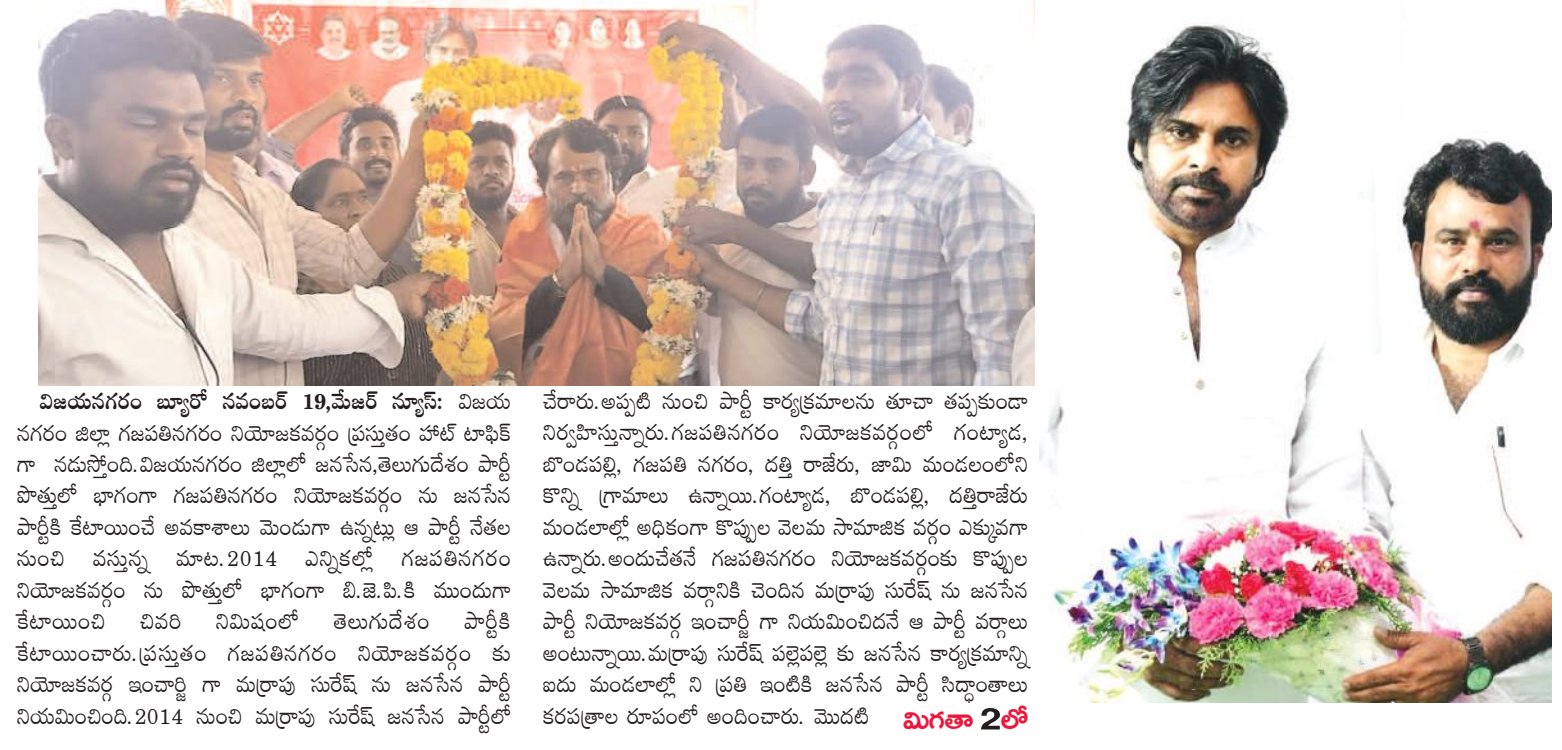 విజయనగరం బ్యూరో నవంబర్ 19,మేజర్ న్యూస్: విజయ
నగరం జిల్లా గజపతినగరం నియోజకవర్గం ప్రస్తుతం హాట్ టాఫిక్
గా నడుస్తోంది.విజయనగరం జిల్లాలో జనసేన,తెలుగుదేశం పార్టీ
పొత్తులో భాగంగా గజపతినగరం నియోజకవర్గం ను జనసేన
పార్టీకి కేటాయించే అవకాశాలు మెండుగా ఉన్నట్లు ఆ పార్టీ నేతల
నుంచి వస్తున్న మాట.2014 ఎన్నికల్లో గజపతినగరం
నియోజకవర్గం ను పొత్తులో భాగంగా బి.జె.పి.కి ముందుగా
కేటాయించి చివరి నిమిషంలో తెలుగుదేశం పార్టీకి
కేటాయించారు.ప్రస్తుతం గజపతినగరం నియోజకవర్గం కు
నియోజకవర్గ ఇంచార్జి గా మర్రాపు సురేష్ ను జనసేన పార్టీ
నియమించింది.2014 నుంచి మర్రాపు సురేష్ జనసేన పార్టీలో
చేరారు.అప్పటి నుంచి పార్టీ కార్యక్రమాలను తూచా తప్పకుండా
నిర్వహిస్తున్నారు.గజపతినగరం నియోజకవర్గంలో గంట్యాడ,
బొండపల్లి, గజపతి నగరం, దత్తి రాజేరు, జామి మండలంలోని
కొన్ని గ్రామాలు ఉన్నాయి.గంట్యాడ, బొండపల్లి, దత్తిరాజేరు
మండలాల్లో అధికంగా కొప్పుల వెలమ సామాజిక వర్గం ఎక్కువగా
ఉన్నారు.అందుచేతనే గజపతినగరం నియోజకవర్గంకు కొప్పుల
వెలమ సామాజిక వర్గానికి చెందిన మర్రాపు సురేష్ ను జనసేన
పార్టీ నియోజకవర్గ ఇంచార్జీ గా నియమించిదనే ఆ పార్టీ వర్గాలు
అంటున్నాయి.మర్రాపు సురేష్ పల్లెపల్లె కు జనసేన కార్యక్రమాన్ని
ఐదు మండలాల్లో ని ప్రతి ఇంటికి జనసేన పార్టీ సిద్ధాంతాలు
కరపత్రాల రూపంలో అందించారు. మొదటి మిగతా 2లో